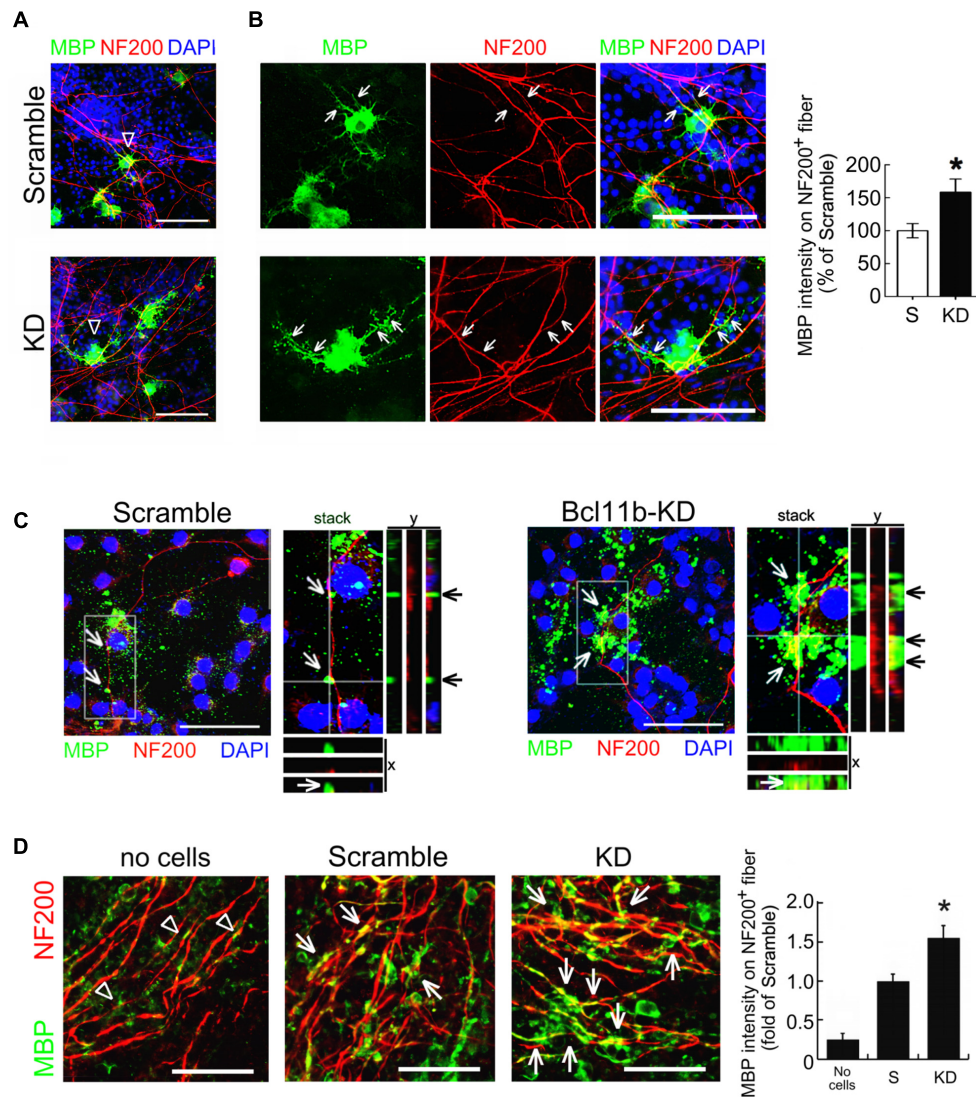 A
B
MBP NF200 DAPI
MBP
NF200
MBP NF200 DAPI
Scramble
KD
MBP intensity on NF200⁺ fiber
(% of Scramble)
200
150
100
50
0
*
S
KD
C
Scramble
stack
y
x
MBP
NF200
DAPI
Bcl11b-KD
stack
y
x
MBP
NF200
DAPI
D
no cells
Scramble
KD
MBP NF200
MBP intensity on NF200⁺ fiber
(fold of Scramble)
2.0
1.5
1.0
0.5
0
*
No
cells
S
KD